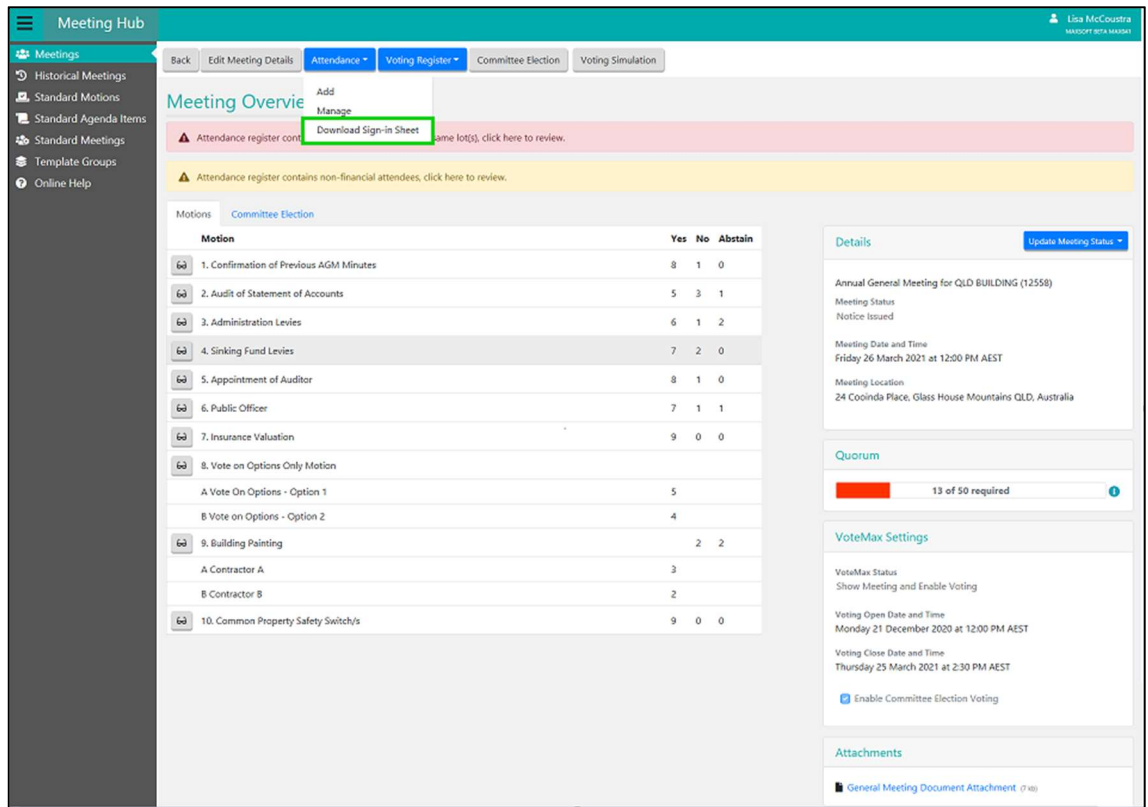 Meeting Hub
Lisa McCoustra
MAXSOFT BETA MAX041
Meetings
Historical Meetings
Standard Motions
Standard Agenda Items
Standard Meetings
Template Groups
Online Help
Back Edit Meeting Details Attendance Voting Register Committee Election Voting Simulation
Add
Manage
Download Sign-in Sheet
Meeting Overvie
Attendance register cont ame lot(s), click here to review.
Attendance register contains non-financial attendees, click here to review.
Motions Committee Election
Motion Yes No Abstain
1. Confirmation of Previous AGM Minutes 8 1 0
2. Audit of Statement of Accounts 5 3 1
3. Administration Levies 6 1 2
4. Sinking Fund Levies 7 2 0
5. Appointment of Auditor 8 1 0
6. Public Officer 7 1 1
7. Insurance Valuation 9 0 0
8. Vote on Options Only Motion
A Vote On Options - Option 1 5
B Vote on Options - Option 2 4
9. Building Painting 2 2
A Contractor A 3
B Contractor B 2
10. Common Property Safety Switch/s 9 0 0
Details Update Meeting Status
Annual General Meeting for QLD BUILDING (12558)
Meeting Status
Notice Issued
Meeting Date and Time
Friday 26 March 2021 at 12:00 PM AEST
Meeting Location
24 Cooinda Place, Glass House Mountains QLD, Australia
Quorum
13 of 50 required
VoteMax Settings
VoteMax Status
Show Meeting and Enable Voting
Voting Open Date and Time
Monday 21 December 2020 at 12:00 PM AEST
Voting Close Date and Time
Thursday 25 March 2021 at 2:30 PM AEST
Enable Committee Election Voting
Attachments
General Meeting Document Attachment (7 kb)